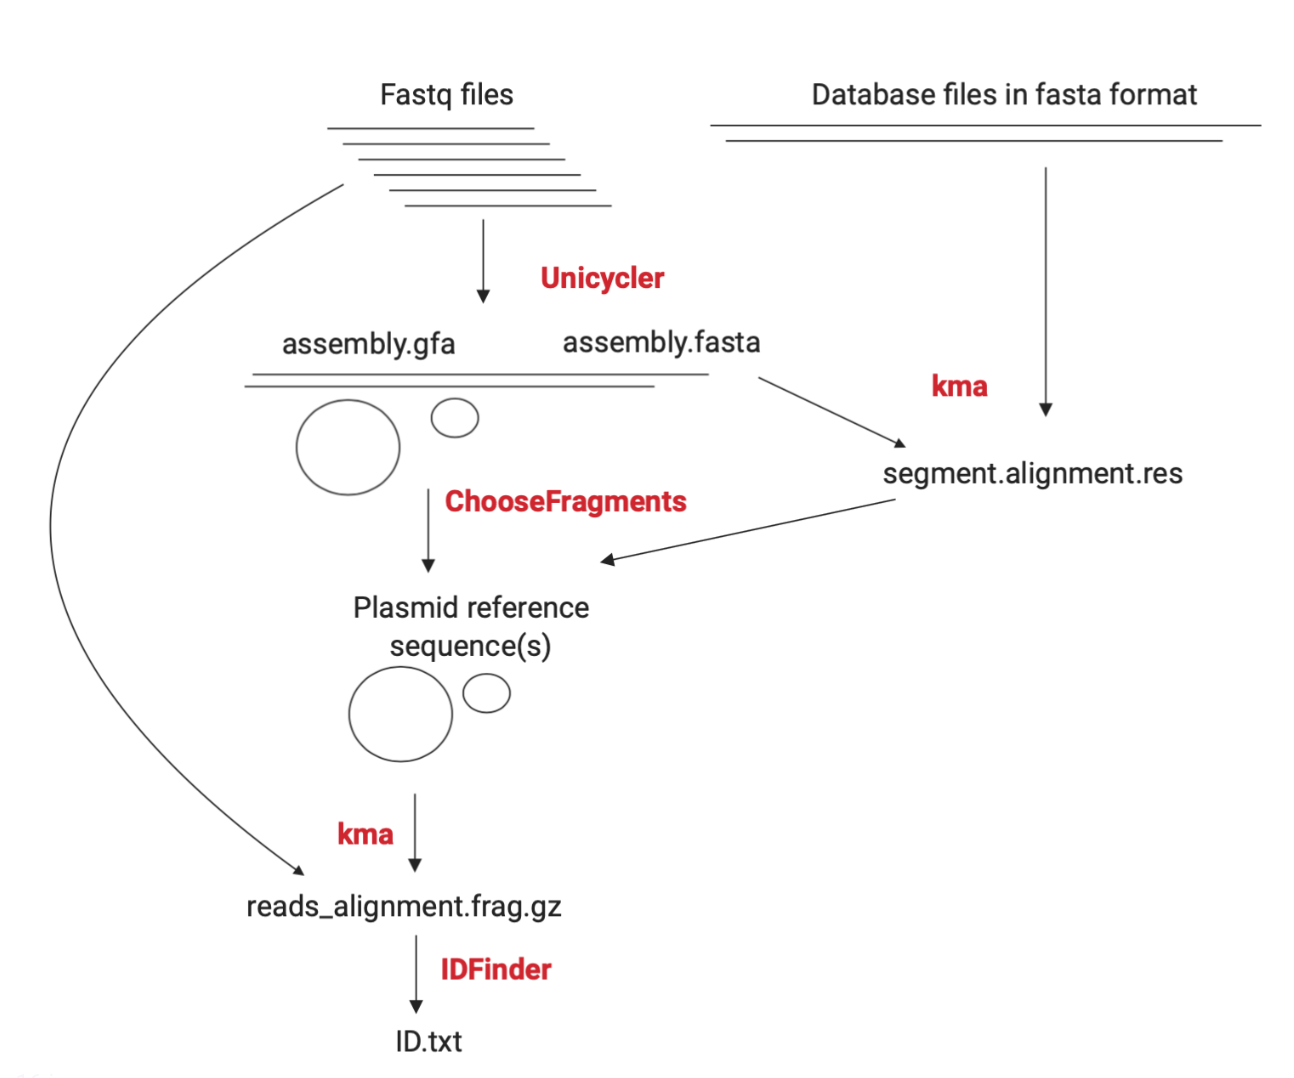 Fastq files
Database files in fasta format
Unicycler
assembly.gfa
assembly.fasta
kma
segment.alignment.res
ChooseFragments
Plasmid reference
sequence(s)
kma
reads_alignment.frag.gz
IDFinder
ID.txt